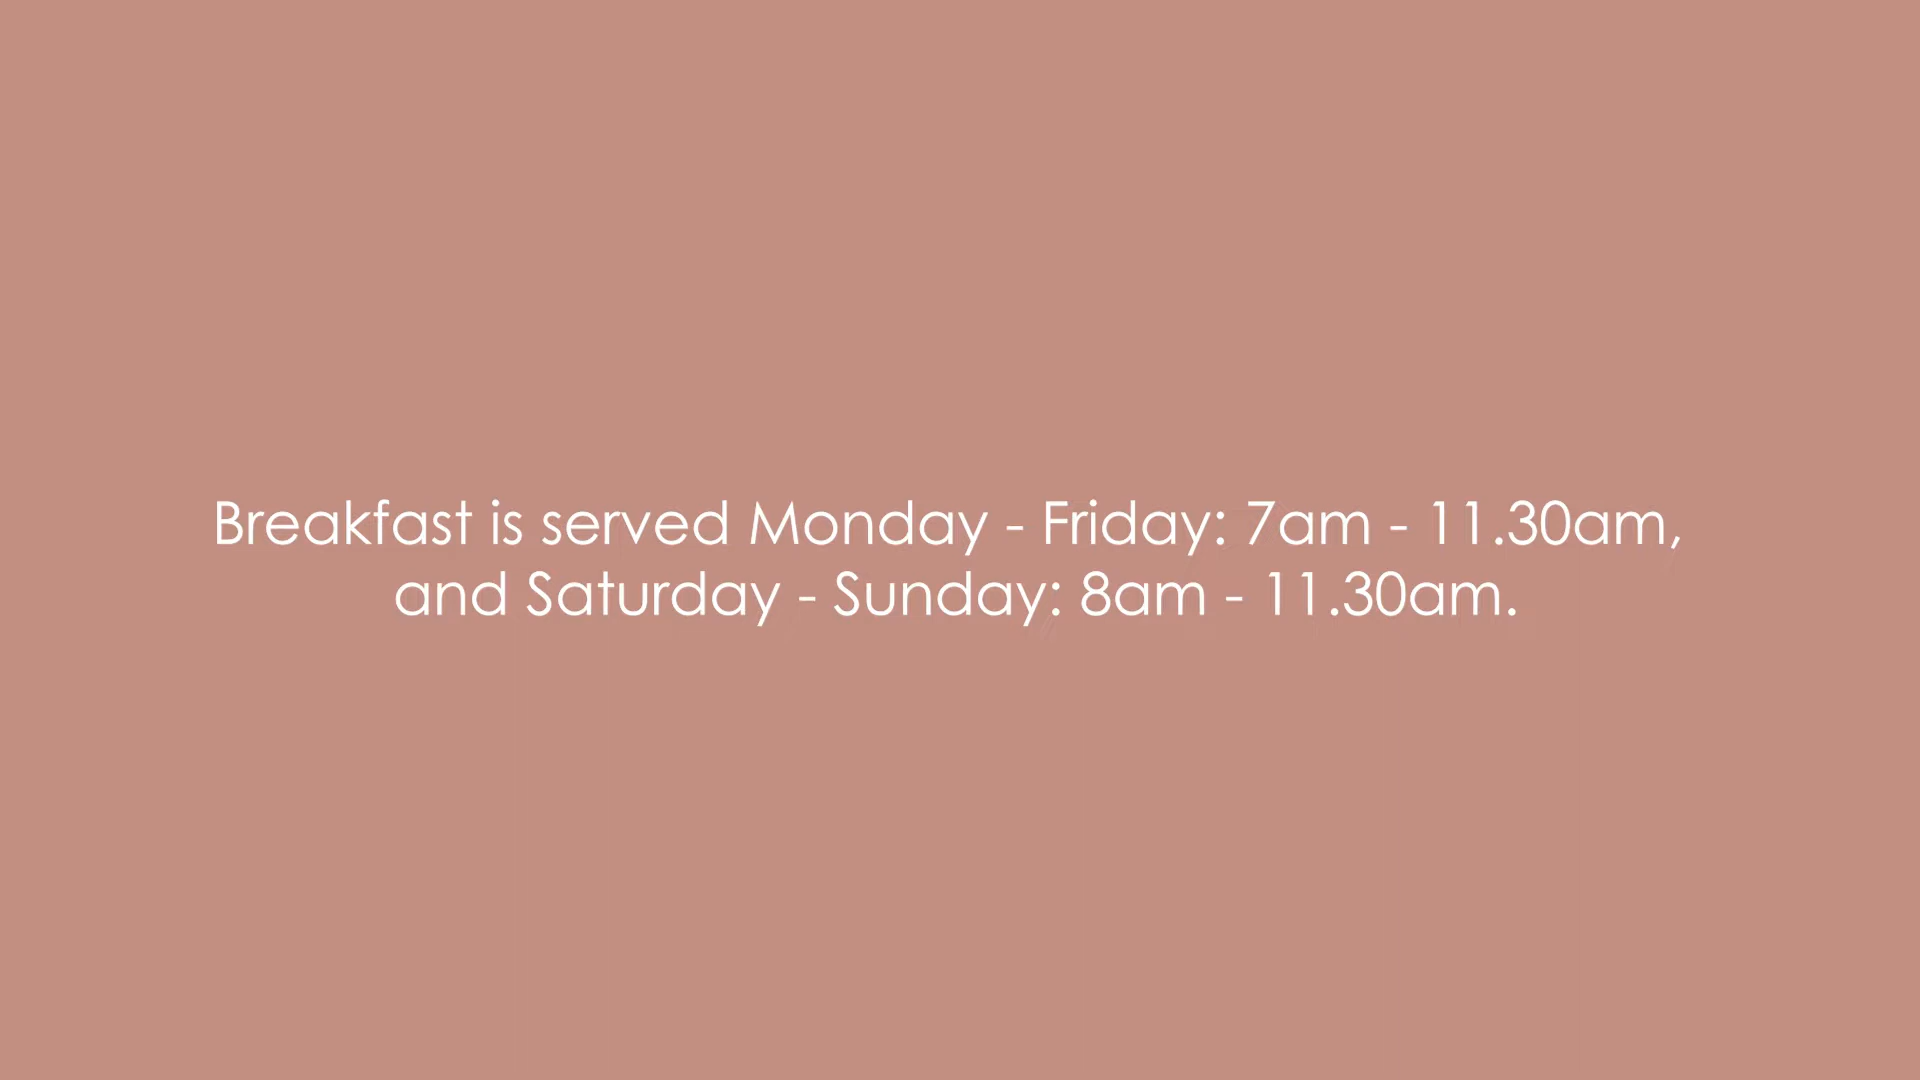 Breakfast is served Monday - Friday: 7am - 11.30am,
and Saturday - Sunday: 8am - 11.30am.